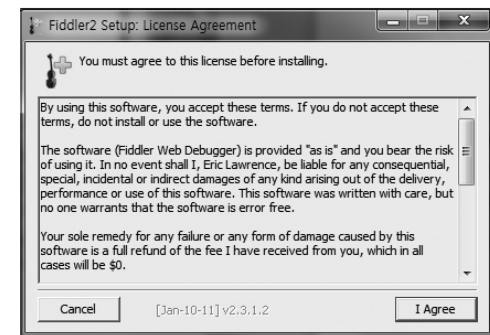 Fiddler2 Setup: License Agreement
You must agree to this license before installing.
By using this software, you accept these terms. If you do not accept these
terms, do not install or use the software.
The software (Fiddler Web Debugger) is provided "as is" and you bear the risk
of using it. In no event shall I, Eric Lawrence, be liable for any consequential,
special, incidental or indirect damages of any kind arising out of the delivery,
performance or use of this software. This software was written with care, but
no one warrants that the software is error free.
Your sole remedy for any failure or any form of damage caused by this
software is a full refund of the fee I have received from you, which in all
cases will be $0.
Cancel [Jan-10-11] v2.3.1.2 I Agree